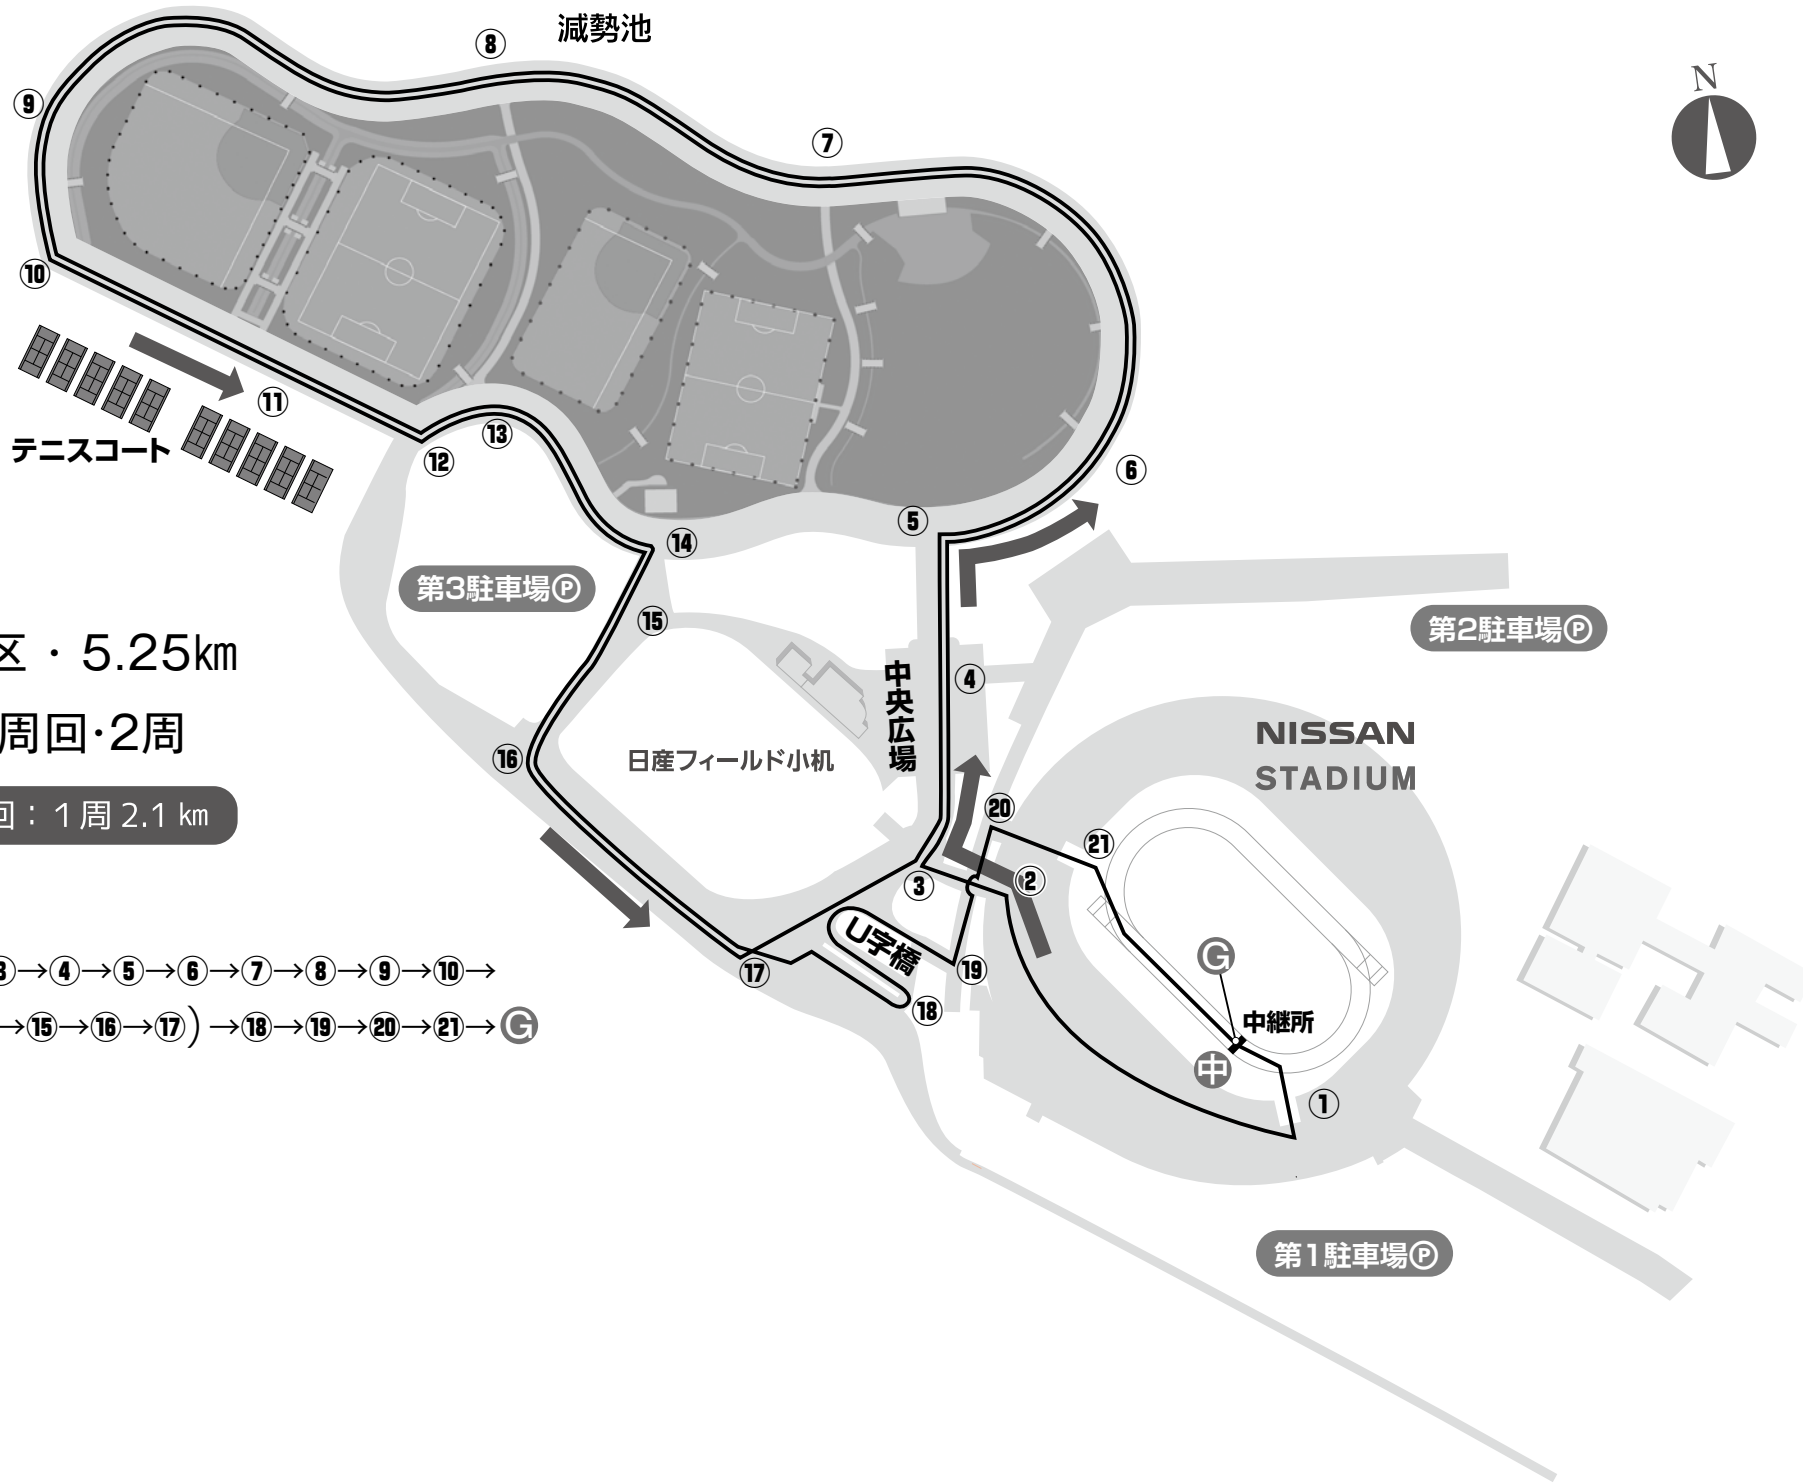 減勢池
N
⑧
⑨
⑦
⑩
⑪
テニスコート
⑬
⑫
⑥
⑤
⑭
第3駐車場Ⓟ
⑮
第2駐車場Ⓟ
区・5.25㎞
④
中央広場
周回・2周
NISSAN
STADIUM
⑯
日産フィールド小机
回：1周2.1㎞
⑳
㉑
③
②
U字橋
G
⑰
⑲
⑱
中継所
中
①
③→④→⑤→⑥→⑦→⑧→⑨→⑩→
→⑮→⑯→⑰)→⑱→⑲→⑳→㉑→G
第1駐車場Ⓟ